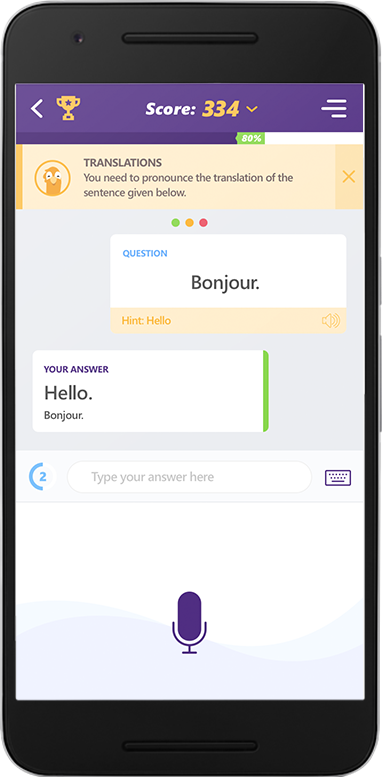 Score: 334
80%
TRANSLATIONS
You need to pronounce the translation of the
sentence given below.
QUESTION
Bonjour.
Hint: Hello
YOUR ANSWER
Hello.
Bonjour.
2
Type your answer here